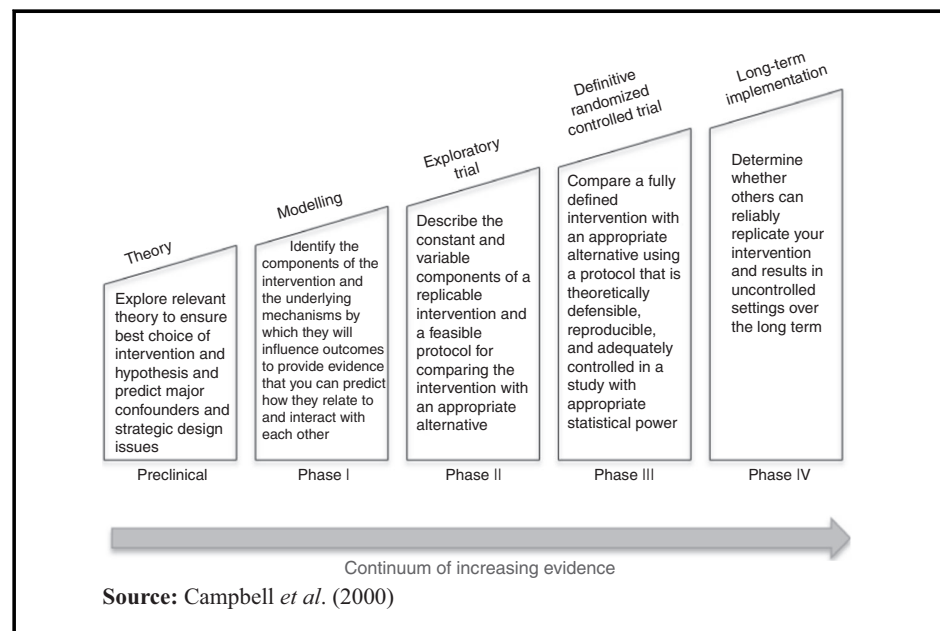 Theory
Explore relevant
theory to ensure
best choice of
intervention and
hypothesis and
predict major
confounders and
strategic design
issues
Preclinical
Modelling
Identify the
components of the
intervention and
the underlying
mechanisms by
which they will
influence outcomes
to provide evidence
that you can predict
how they relate to
and interact with
each other
Phase I
Exploratory
trial
Describe the
constant and
variable
components of a
replicable
intervention and
a feasible
protocol for
comparing the
intervention with
an appropriate
alternative
Phase II
Definitive
randomized
controlled trial
Compare a fully
defined
intervention with
an appropriate
alternative using
a protocol that is
theoretically
defensible,
reproducible,
and adequately
controlled in a
study with
appropriate
statistical power
Phase III
Long-term
implementation
Determine
whether
others can
reliably
replicate your
intervention
and results in
uncontrolled
settings over
the long term
Phase IV
Continuum of increasing evidence
Source: Campbell et al. (2000)